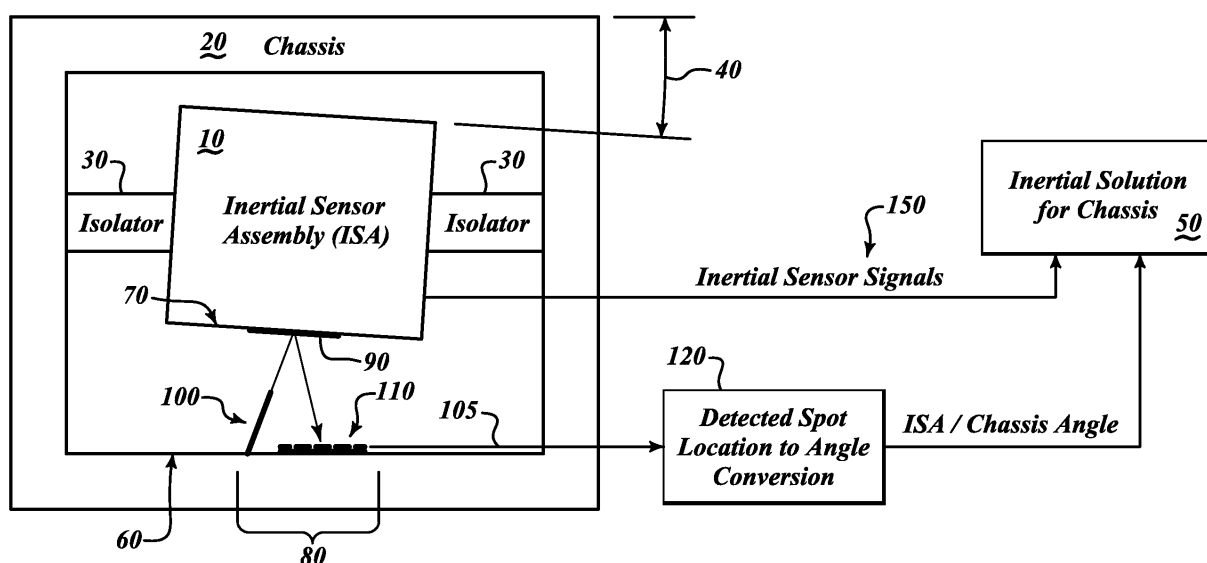 20 Chassis
40
10
30
30
Isolator
Inertial Sensor
Assembly (ISA)
Isolator
Inertial Solution
for Chassis
50
150
Inertial Sensor Signals
70
90
120
100
110
105
Detected Spot
Location to Angle
Conversion
ISA / Chassis Angle
60
80